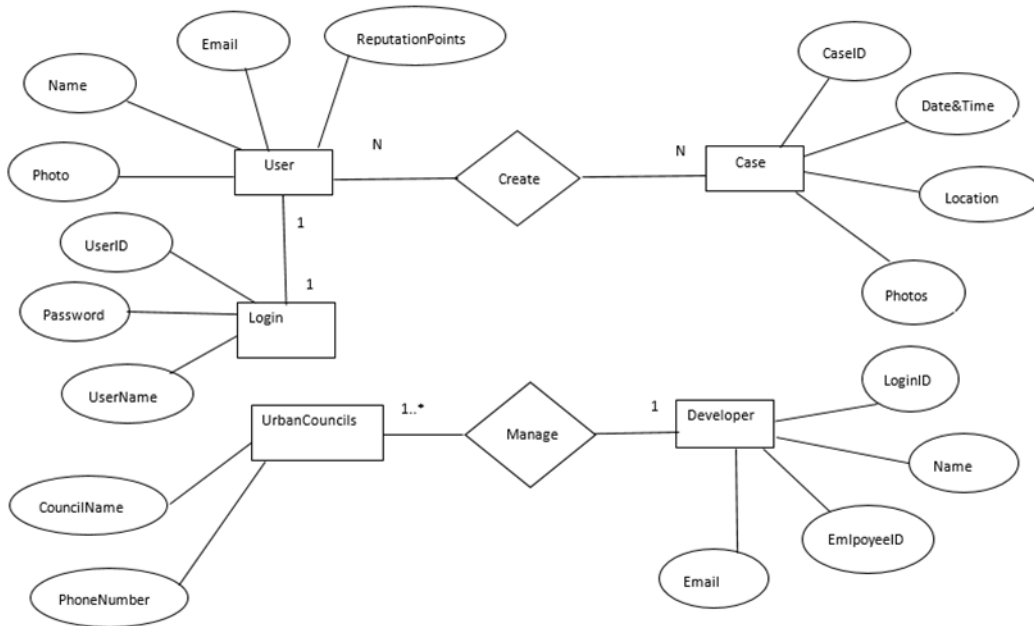 Email
ReputationPoints
CaseID
Name
Date&Time
N
N
User
Case
Photo
Create
Location
1
UserID
1
Photos
Password
Login
LoginID
UserName
1..*
1
UrbanCouncils
Developer
Manage
Name
CouncilName
EmlpoyeeID
Email
PhoneNumber